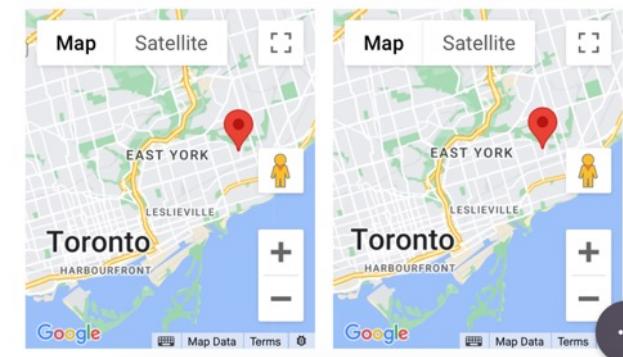 Map Satellite
EAST YORK
LESLIEVILLE
Toronto
HARBOURFRONT
Google
Map Data Terms
Map Satellite
EAST YORK
LESLIEVILLE
Toronto
HARBOURFRONT
Google
Map Data Terms